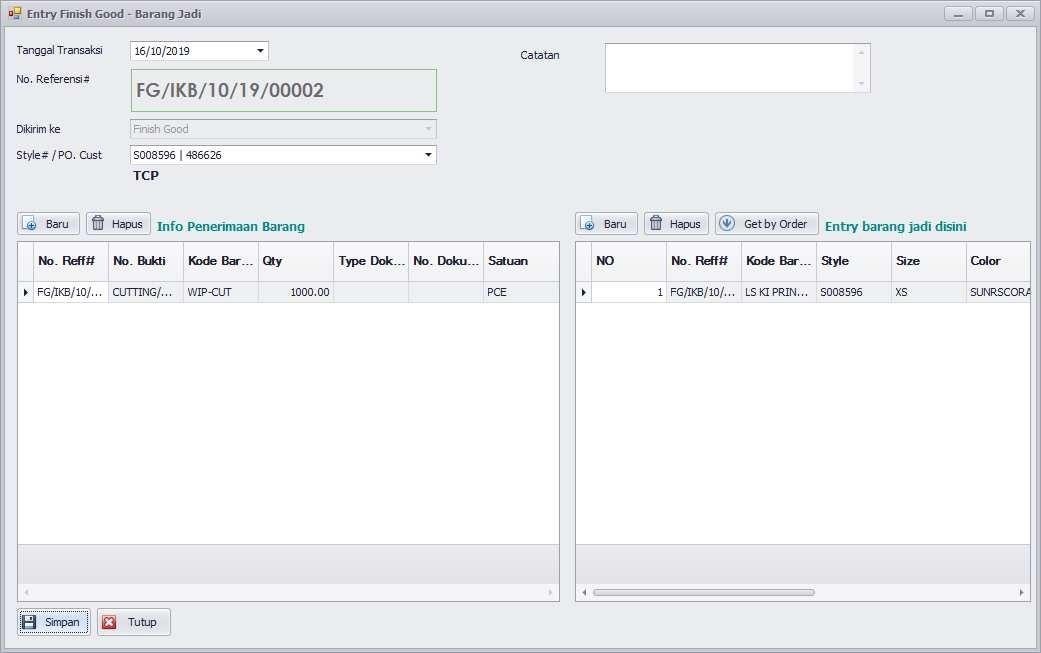 Entry Finish Good - Barang Jadi
Tanggal Transaksi 16/10/2019 Catatan
No. Referensi# FG/IKB/10/19/00002
Dikirim ke Finish Good
Style# / PO. Cust S008596 | 486626
TCP
Baru Hapus Info Penerimaan Barang Baru Hapus Get by Order Entry barang jadi disini
No. Reff# No. Bukti Kode Bar... Qty Type Dok... No. Doku... Satuan NO No. Reff# Kode Bar... Style Size Color
FG/IKB/10/... CUTTING/... WIP-CUT 1000.00 PCE 1 FG/IKB/10/... LS KI PRIN... S008596 XS SUNRSCORA
Simpan Tutup